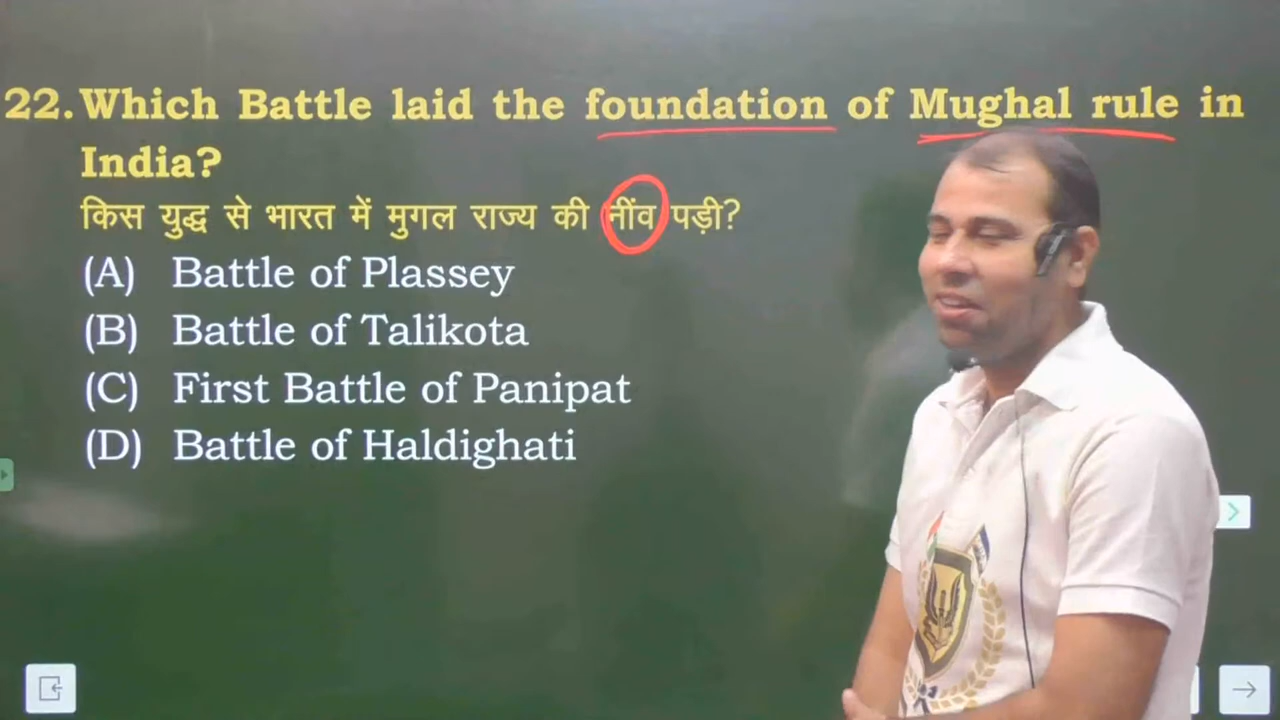 22. Which Battle laid the foundation of Mughal rule in
India?
किस युद्ध से भारत में मुगल राज्य की नींव पड़ी?
(A) Battle of Plassey
(B) Battle of Talikota
(C) First Battle of Panipat
(D) Battle of Haldighati